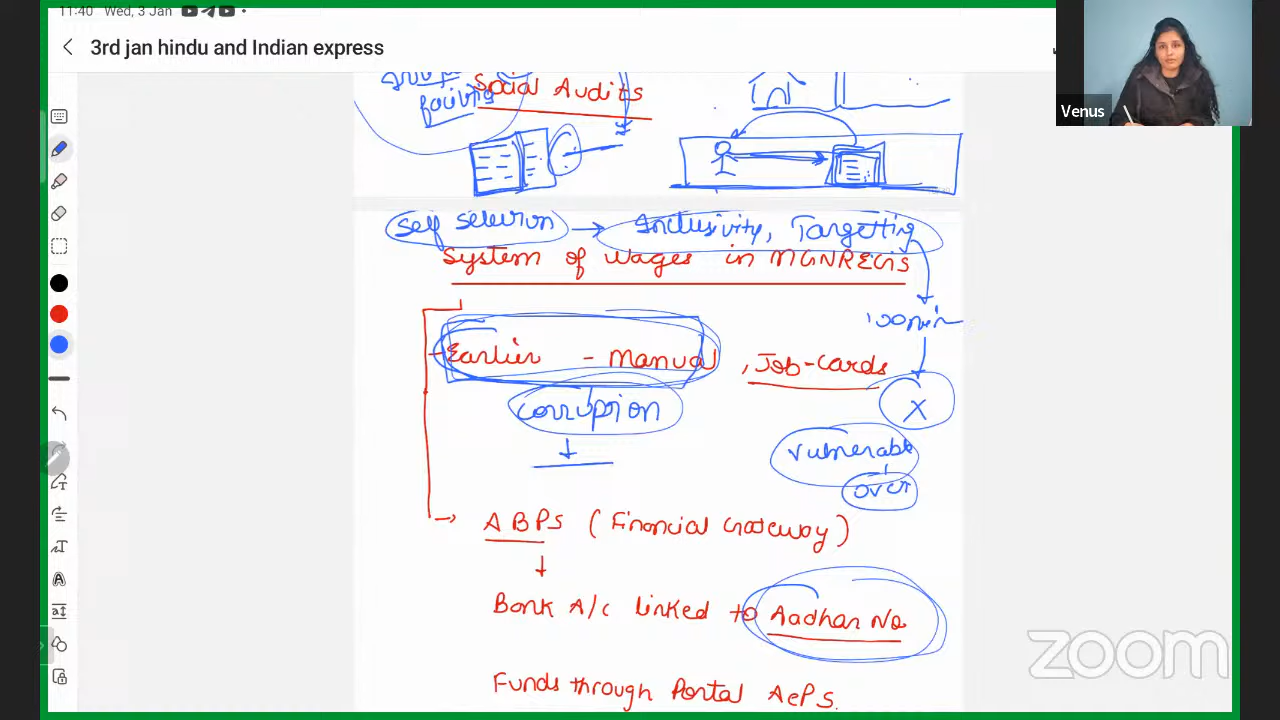 11:40 Wed, 3 Jan
3rd jan hindu and Indian express
Venus
Social Audits
Self selection → Inclusivity, Targetting
System of Wages in MGNREGS
Earlier - Manual, Job-Cards
corruption
X
vulnerable
over
→ ABPS (Financial Gateway)
Bank A/c linked to Aadhar No
Funds through Portal AePS.
zoom